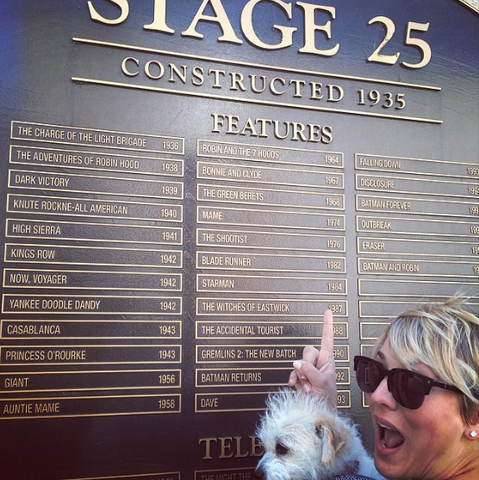 STAGE 25
CONSTRUCTED 1935
FEATURES
THE CHARGE OF THE LIGHT BRIGADE 1936
THE ADVENTURES OF ROBIN HOOD 1938
DARK VICTORY 1939
KNUTE ROCKNE-ALL AMERICAN 1940
HIGH SIERRA 1941
KINGS ROW 1942
NOW, VOYAGER 1942
YANKEE DOODLE DANDY 1942
CASABLANCA 1943
PRINCESS O'ROURKE 1943
GIANT 1956
AUNTIE MAME 1958
ROBIN AND THE 7 HOODS 1964
BONNIE AND CLYDE 1967
THE GREEN BERETS 1968
MAME 1974
THE SHOOTIST 1976
BLADE RUNNER 1982
STARMAN 1984
THE WITCHES OF EASTWICK 1987
THE ACCIDENTAL TOURIST
GREMLINS 2: THE NEW BATCH
BATMAN RETURNS
DAVE
FALLING DOWN
DISCLOSURE
BATMAN FOREVER
OUTBREAK
ERASER
BATMAN AND ROBIN